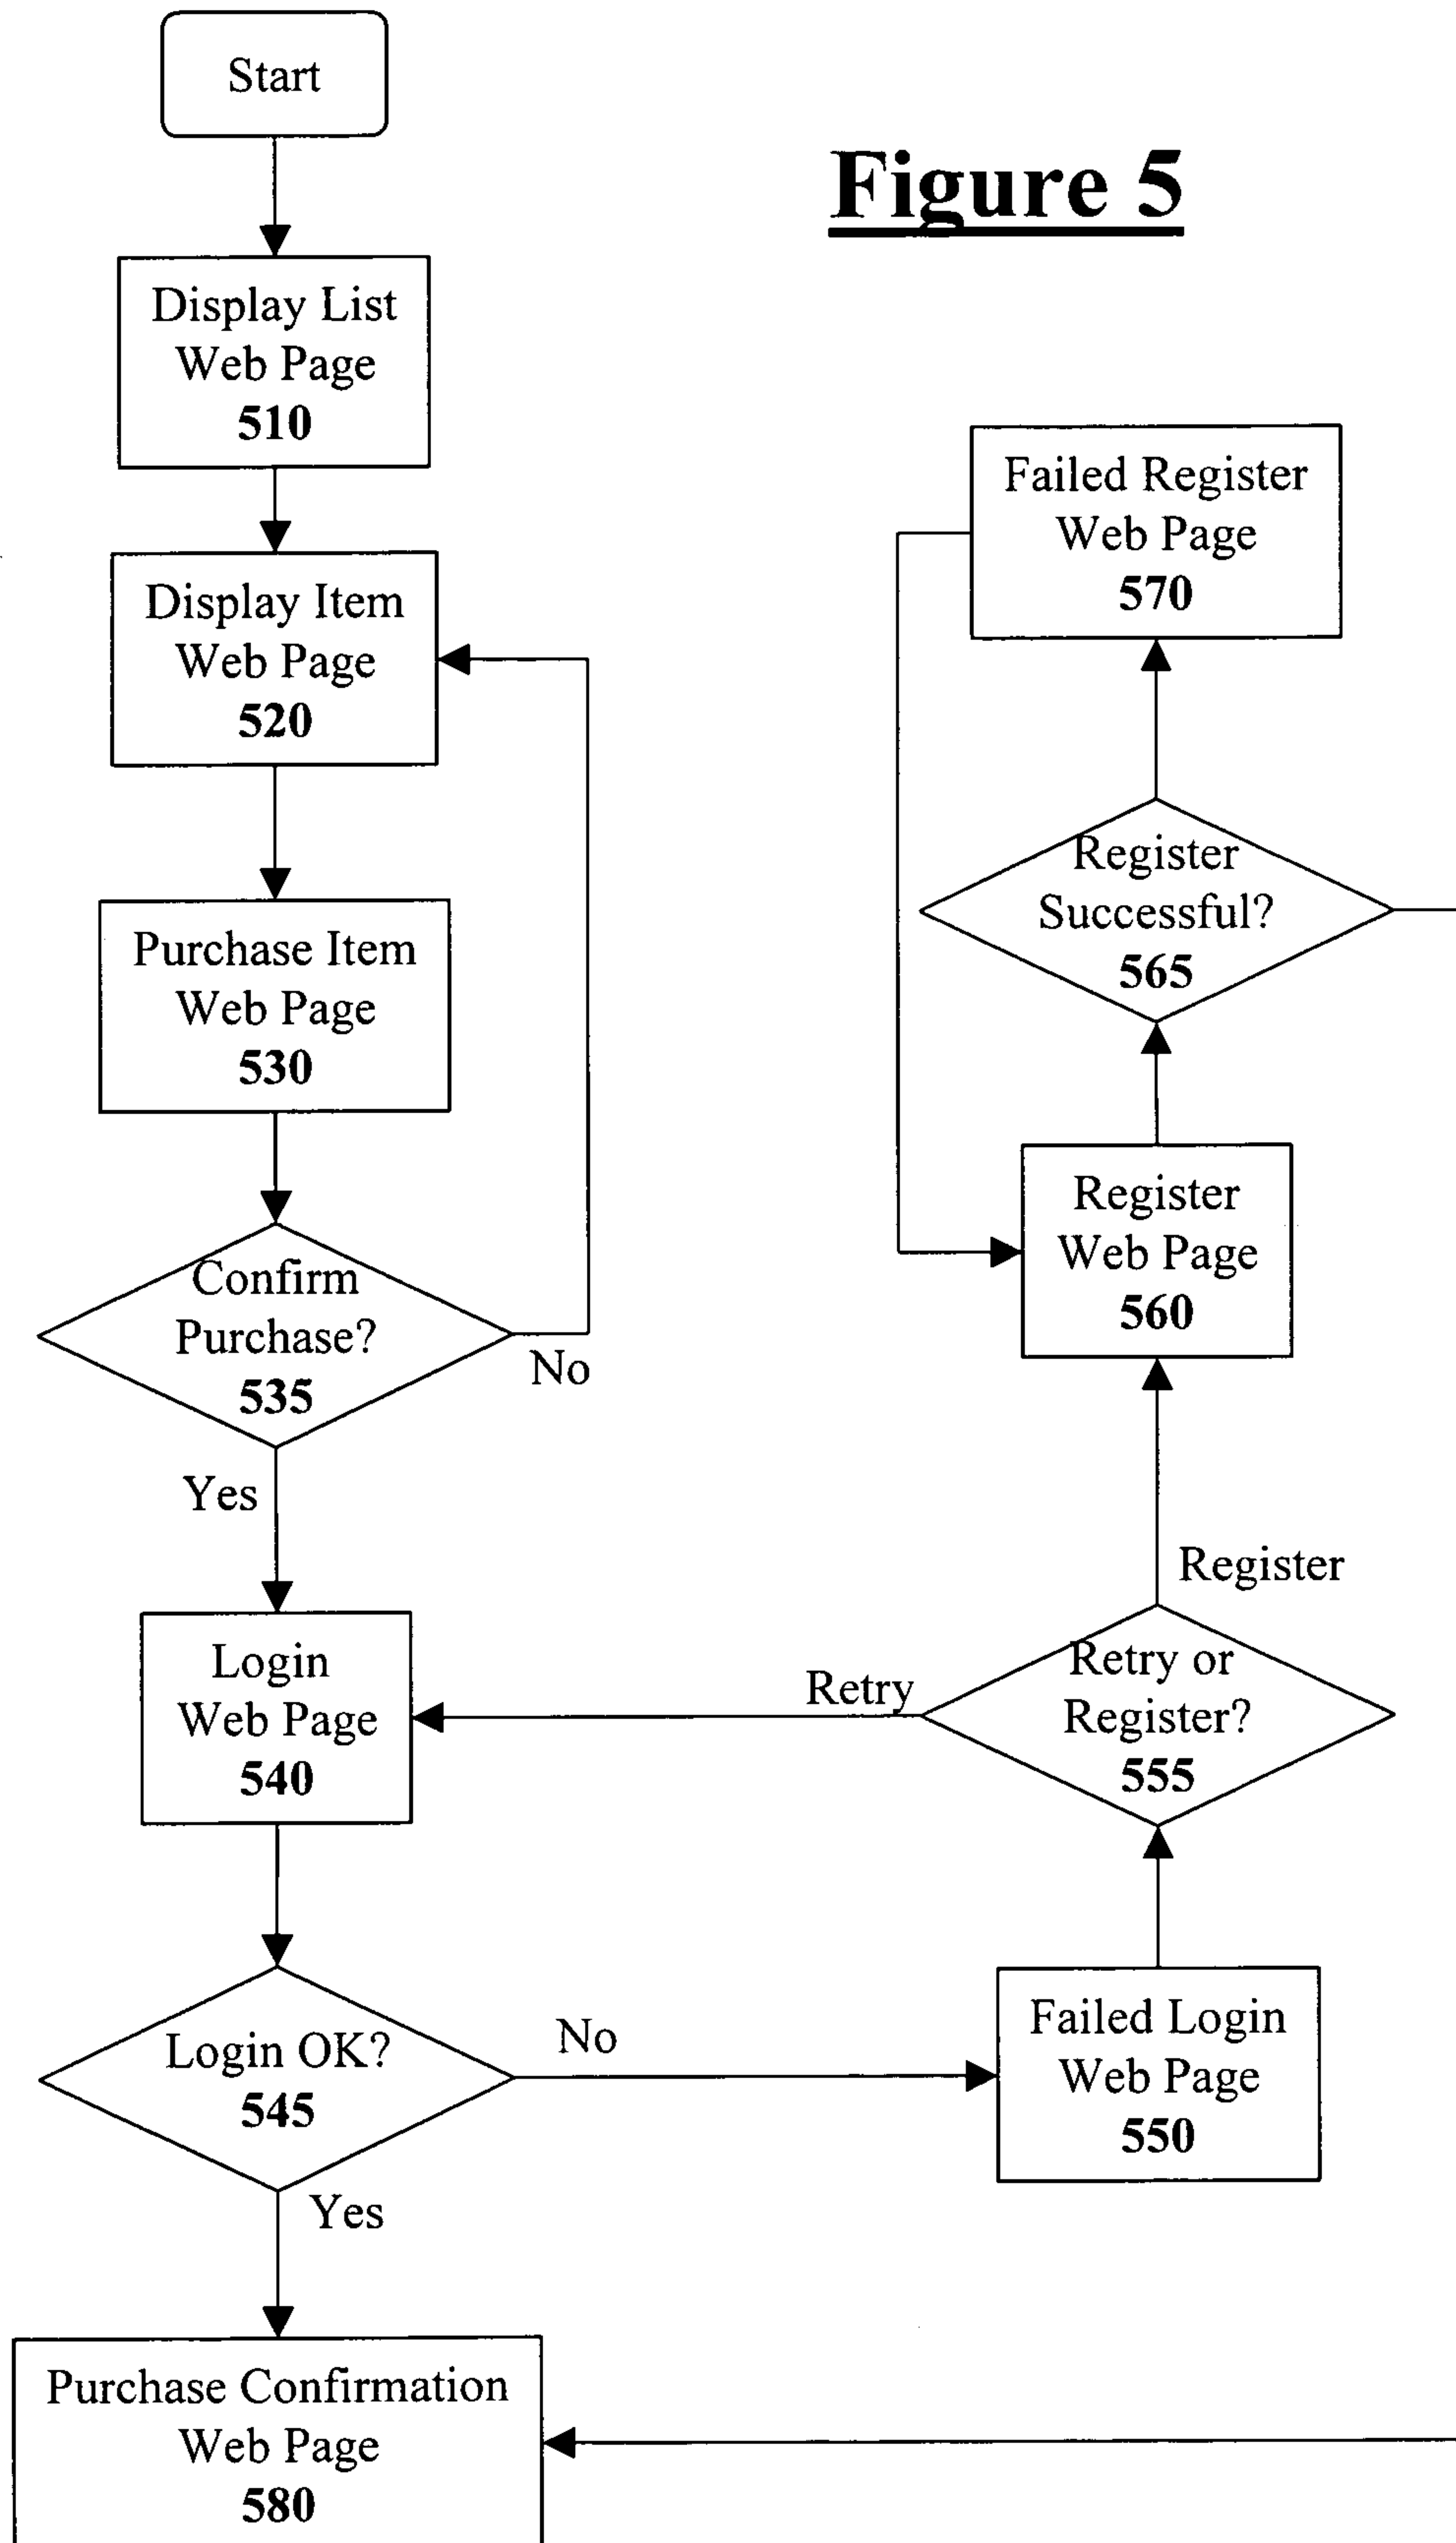 Start
Figure 5
Display List
Web Page
510
Display Item
Web Page
520
Purchase Item
Web Page
530
Confirm
Purchase?
535
No
Yes
Login
Web Page
540
Login OK?
545
No
Yes
Failed Login
Web Page
550
Retry or
Register?
555
Retry
Register
Register
Web Page
560
Register
Successful?
565
Failed Register
Web Page
570
Purchase Confirmation
Web Page
580